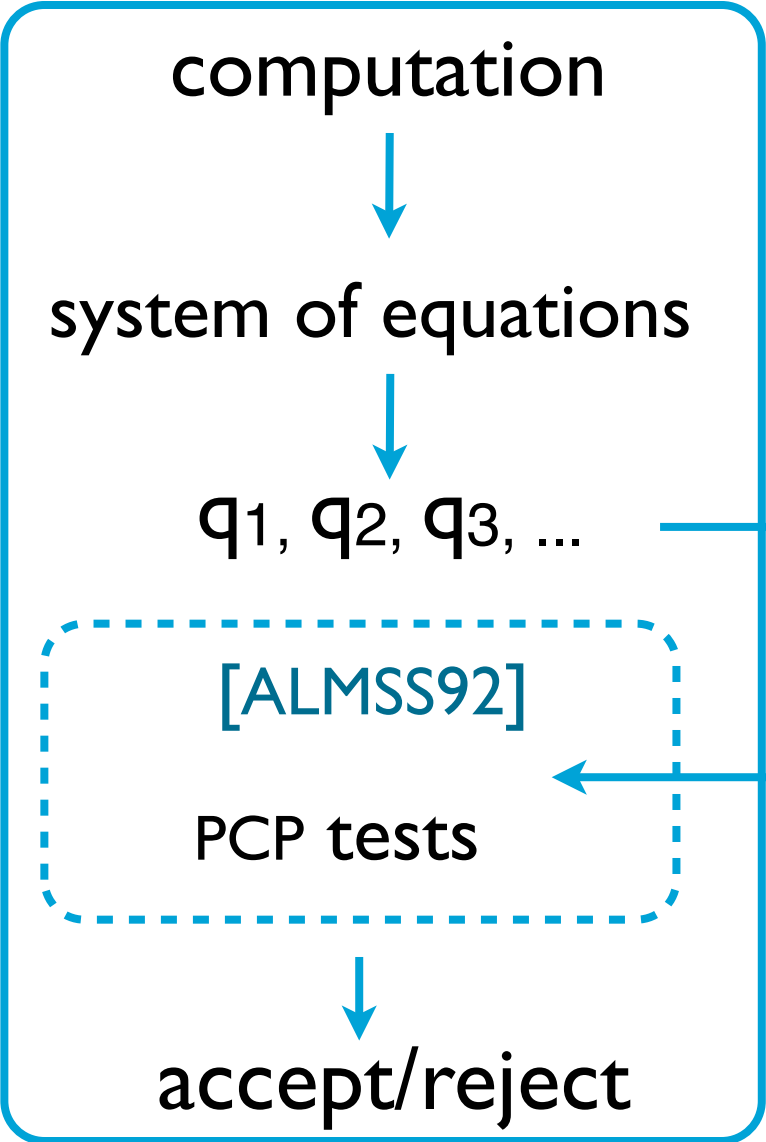 computation
system of equations
q1, q2, q3, ...
[ALMSS92]
PCP tests
accept/reject